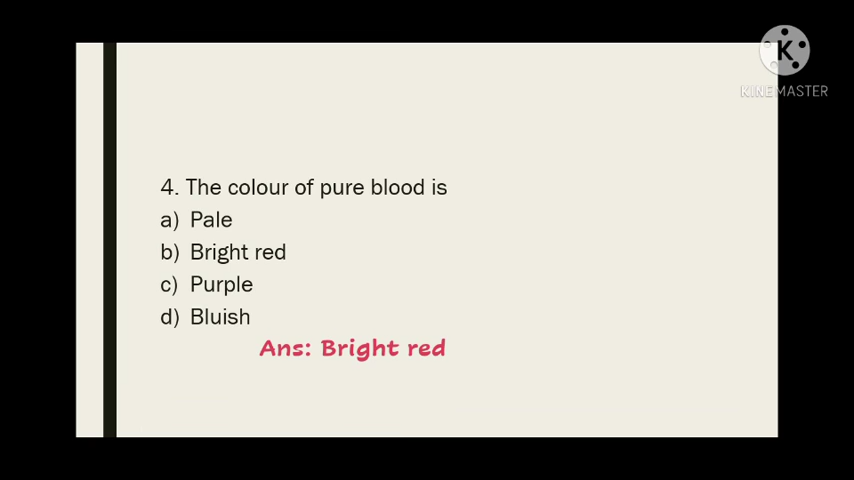 K
KINEMASTER
4. The colour of pure blood is
a) Pale
b) Bright red
c) Purple
d) Bluish
Ans: Bright red